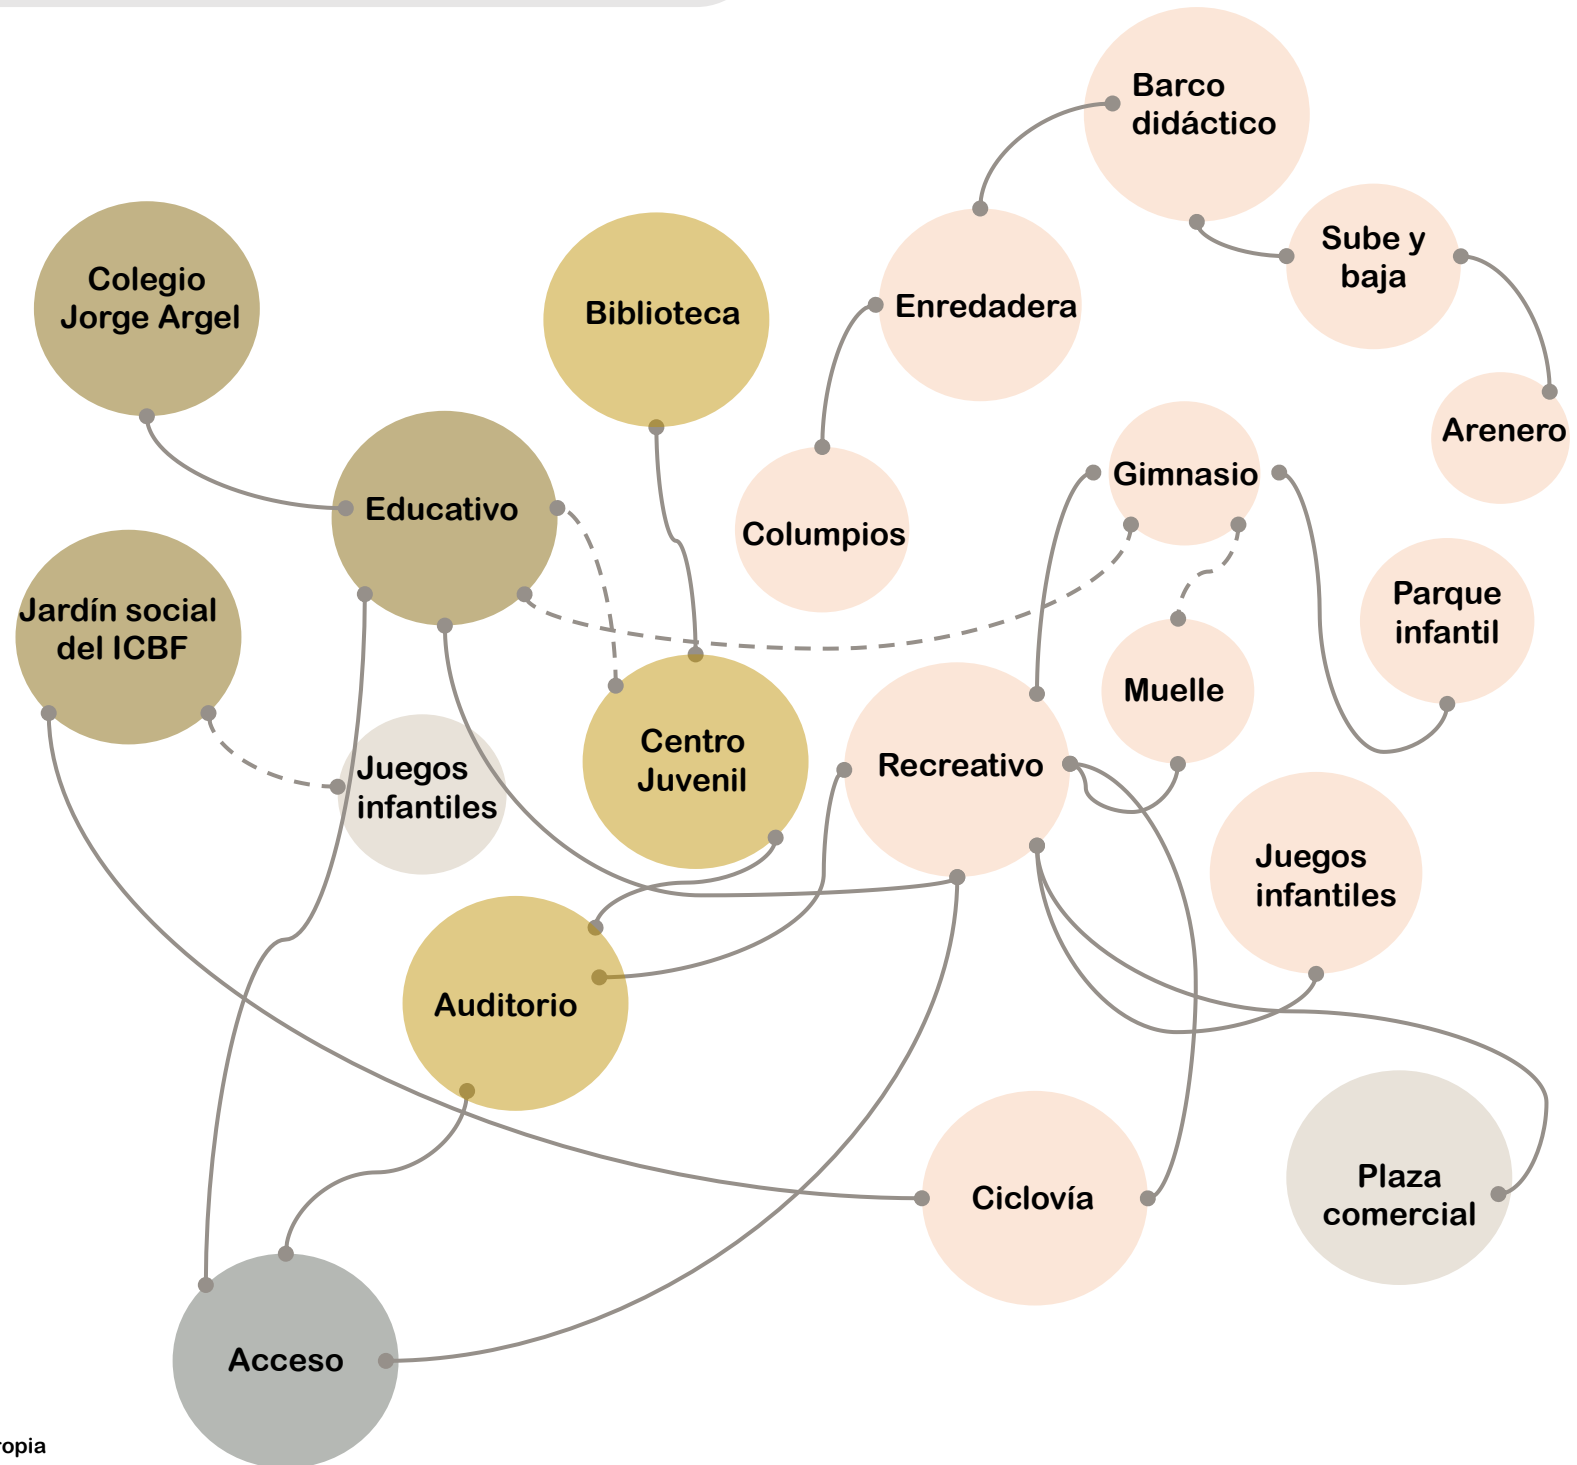 Barco
didáctico
Sube y
baja
Colegio
Jorge Argel
Biblioteca
Enredadera
Arenero
Gimnasio
Educativo
Columpios
Jardín social
del ICBF
Parque
infantil
Muelle
Centro
Juvenil
Recreativo
Juegos
infantiles
Juegos
infantiles
Auditorio
Plaza
comercial
Ciclovía
Acceso